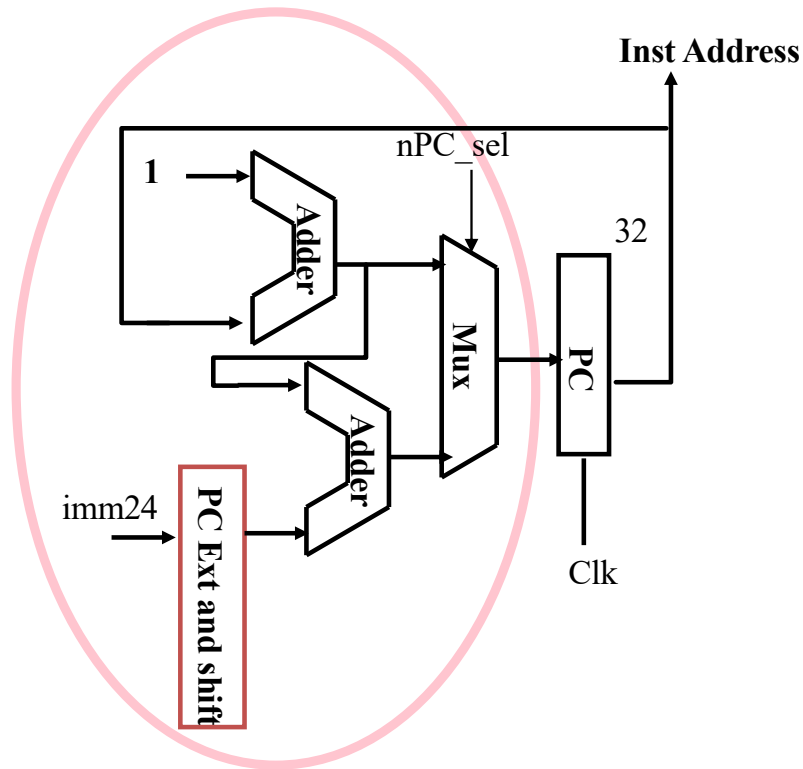 Inst Address
nPC_sel
1
Adder
32
Mux
PC
Adder
imm24
PC Ext and shift
Clk